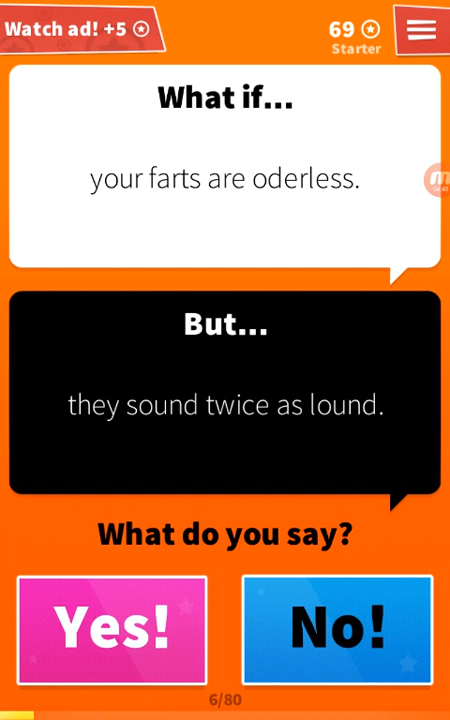 Watch ad! +5
69
Starter
What if...
your farts are oderless.
But...
they sound twice as lound.
What do you say?
Yes!
No!
6/80